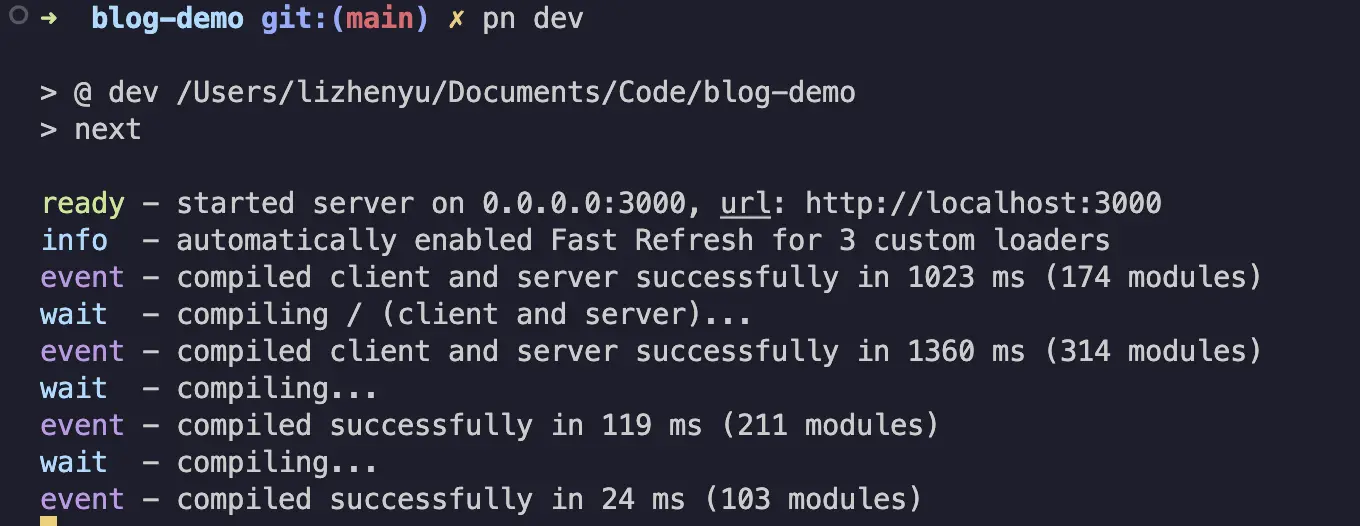 ➜ blog-demo git:(main) ✗ pn dev
> @ dev /Users/lizhenyu/Documents/Code/blog-demo
> next
ready - started server on 0.0.0.0:3000, url: http://localhost:3000
info  - automatically enabled Fast Refresh for 3 custom loaders
event - compiled client and server successfully in 1023 ms (174 modules)
wait  - compiling / (client and server)...
event - compiled client and server successfully in 1360 ms (314 modules)
wait  - compiling...
event - compiled successfully in 119 ms (211 modules)
wait  - compiling...
event - compiled successfully in 24 ms (103 modules)